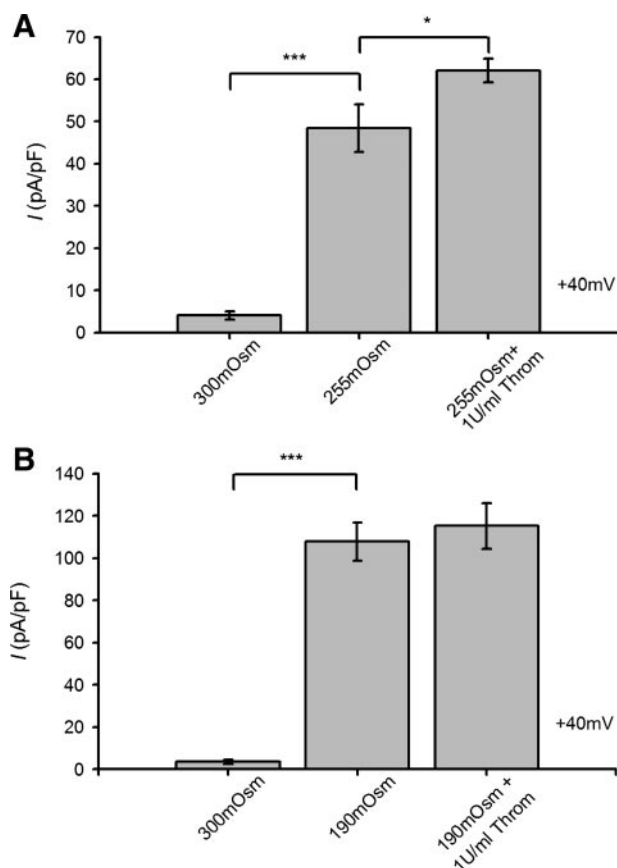 A
I (pA/pF)
70
60
50
40
30
20
10
0
***
*
+40mV
300mOsm
255mOsm
255mOsm+
1U/ml Throm
B
I (pA/pF)
140
120
100
80
60
40
20
0
***
+40mV
300mOsm
190mOsm
190mOsm +
1U/ml Throm